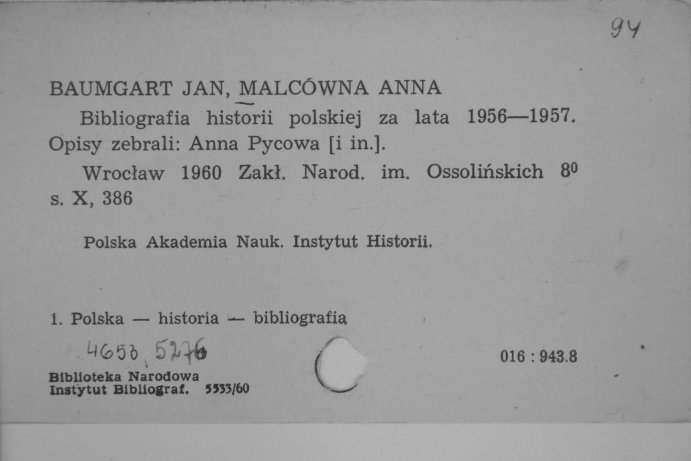 94
BAUMGART JAN, MALCÓWNA ANNA
Bibliografia historii polskiej za lata 1956—1957.
Opisy zebrali: Anna Pycowa [i in.].
Wrocław 1960 Zakł. Narod. im. Ossolińskich 8⁰
s. X, 386
Polska Akademia Nauk. Instytut Historii.
1. Polska — historia — bibliografia
4653, 5276
016 : 943.8
Biblioteka Narodowa
Instytut Bibliograf. 5333/60